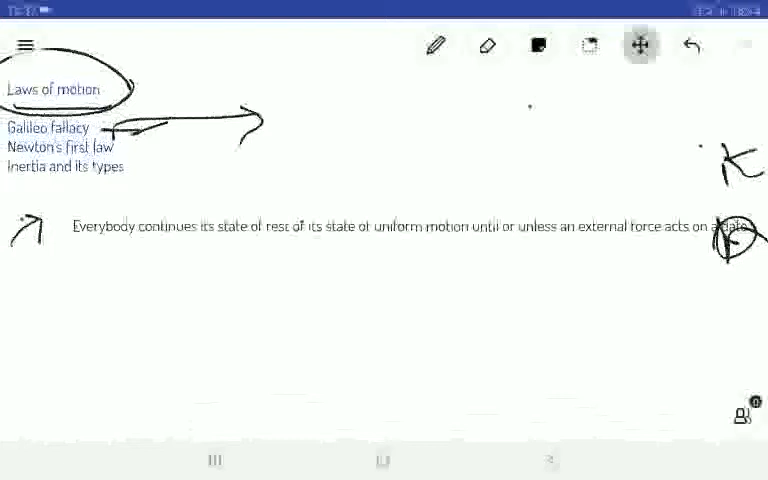 Laws of motion
Galileo fallacy
Newton's first law
Inertia and its types
K
Everybody continues its state of rest of its state of uniform motion until or unless an external force acts on a